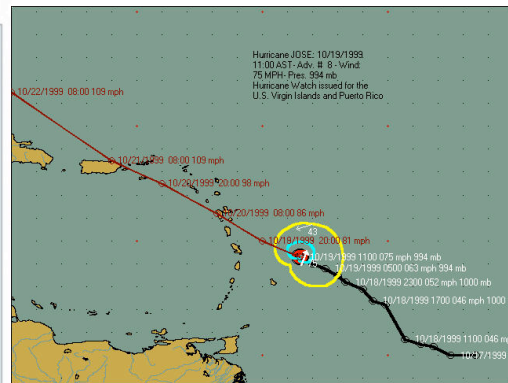 Hurricane JOSE: 10/19/1999.
11:00 AST- Adv. # 8 - Wind:
75 MPH- Pres. 994 mb
Hurricane Watch issued for the
U.S. Virgin Islands and Puerto Rico
10/22/1999 08:00 109 mph
10/21/1999 08:00 109 mph
10/20/1999 20:00 98 mph
10/20/1999 08:00 86 mph
43
10/19/1999 20:00 81 mph
10/19/1999 1100 075 mph 994 mb
10/19/1999 0500 063 mph 994 mb
10/18/1999 2300 052 mph 1000 mb
10/18/1999 1700 046 mph 1000
10/18/1999 1100 046 mp
10/17/1999